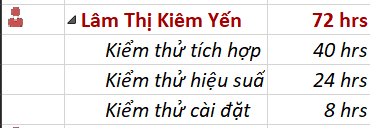 Lâm Thị Kiêm Yến 72 hrs
Kiểm thử tích hợp 40 hrs
Kiểm thử hiệu suấ 24 hrs
Kiểm thử cài đặt 8 hrs